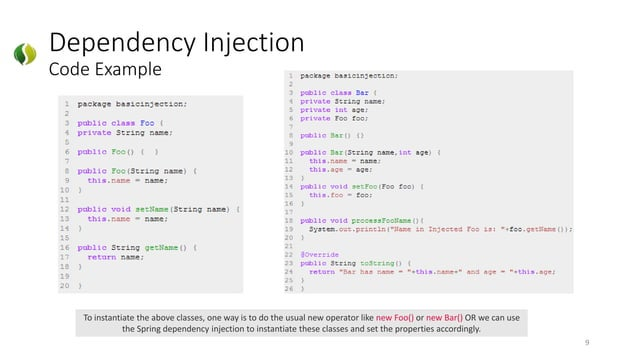 Dependency Injection
Code Example
1 package basicinjection;
2
3 public class Foo {
4 private String name;
5
6 public Foo() { }
7
8 public Foo(String name) {
9 this.name = name;
10 }
11
12 public void setName(String name) {
13 this.name = name;
14 }
15
16 public String getName() {
17 return name;
18 }
19
20 }
1 package basicinjection;
2
3 public class Bar {
4 private String name;
5 private int age;
6 private Foo foo;
7
8 public Bar() {}
9
10 public Bar(String name,int age) {
11 this.name = name;
12 this.age = age;
13 }
14 public void setFoo(Foo foo) {
15 this.foo = foo;
16 }
17
18 public void processFooName(){
19 System.out.println("Name in Injected Foo is: "+foo.getName());
20 }
21
22 @Override
23 public String toString() {
24 return "Bar has name = "+this.name+" and age = "+this.age;
25 }
26 }
To instantiate the above classes, one way is to do the usual new operator like new Foo() or new Bar() OR we can use
the Spring dependency injection to instantiate these classes and set the properties accordingly.
9